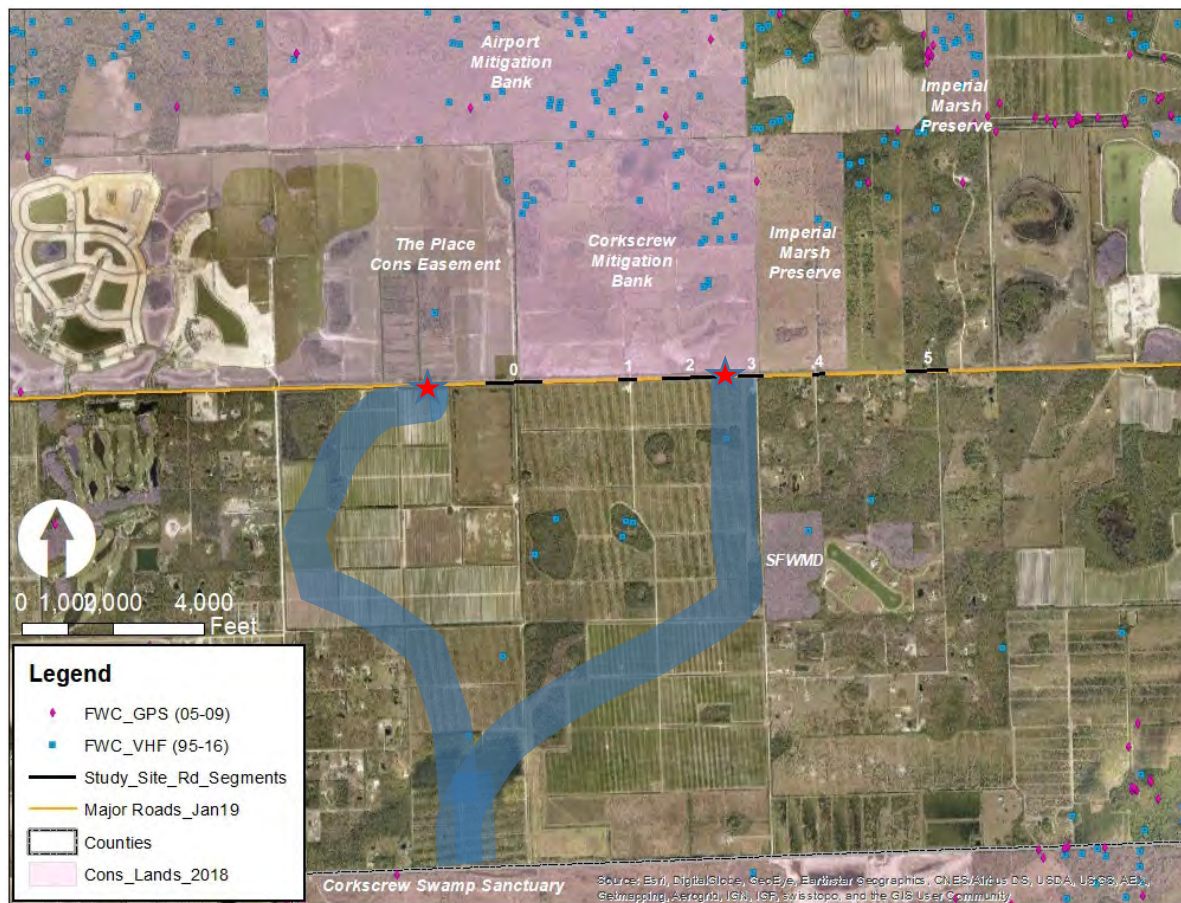 Airport
Mitigation
Bank
Imperial
Marsh
Preserve
The Place
Cons Easement
Corkscrew
Mitigation
Bank
Imperial
Marsh
Preserve
0 1 2 3 4 5
SFWMD
0 1,000 2,000 4,000
Feet
Legend
FWC_GPS (05-09)
FWC_VHF (95-16)
Study_Site_Rd_Segments
Major Roads_Jan19
Counties
Cons_Lands_2018
Corkscrew Swamp Sanctuary
Source: Esri, DigitalGlobe, GeoEye, Earthstar Geographics, CNES/Airbus DS, USDA, USGS, AEX,
Getmapping, Aerogrid, IGN, IGP, swisstopo, and the GIS User Community